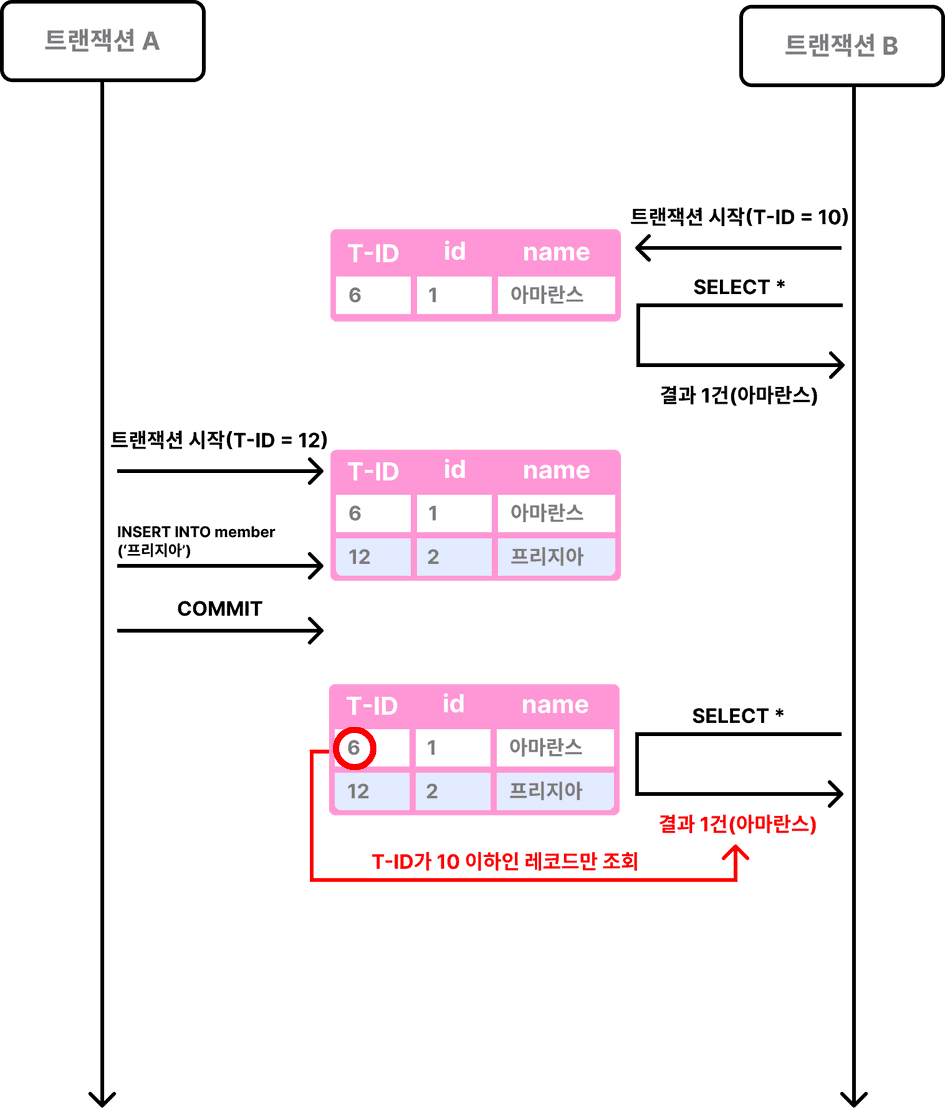 트랜잭션 A
트랜잭션 B
트랜잭션 시작(T-ID = 10)
T-ID id name
6 1 아마란스
SELECT *
결과 1건(아마란스)
트랜잭션 시작(T-ID = 12)
T-ID id name
6 1 아마란스
12 2 프리지아
INSERT INTO member
(‘프리지아’)
COMMIT
T-ID id name
6 1 아마란스
12 2 프리지아
SELECT *
결과 1건(아마란스)
T-ID가 10 이하인 레코드만 조회